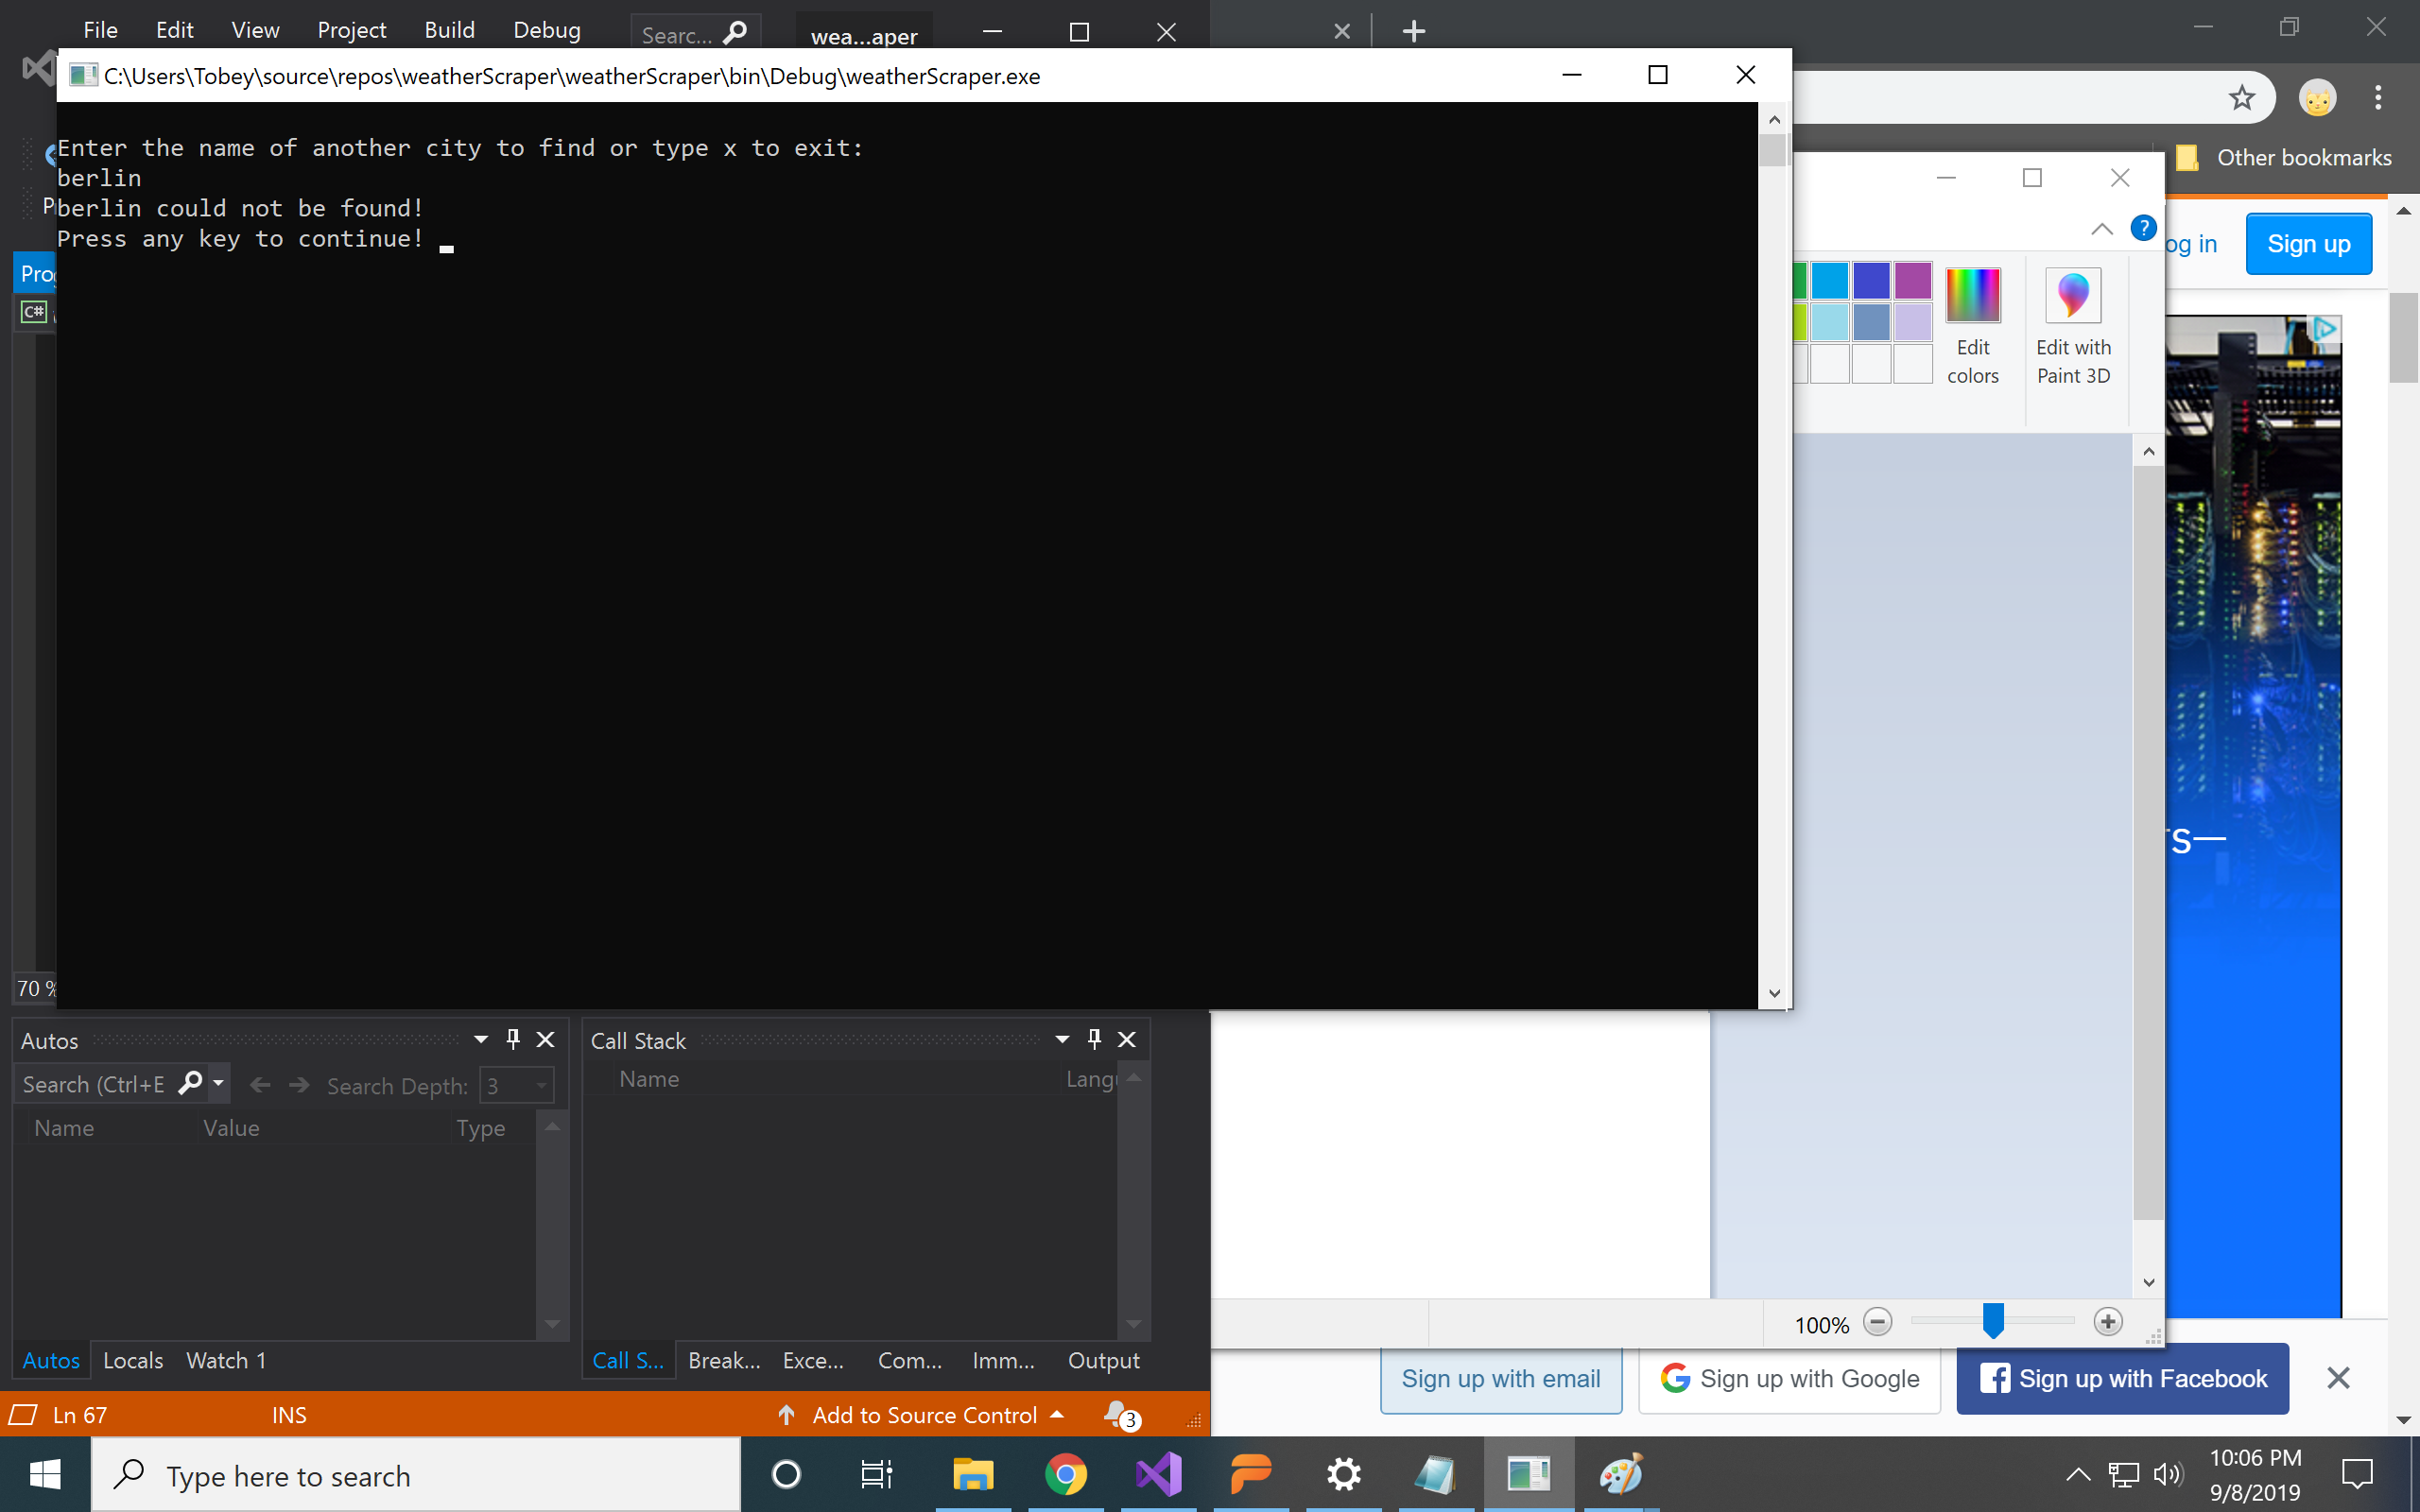 File Edit View Project Build Debug Searc... wea...aper
C:\Users\Tobey\source\repos\weatherScraper\weatherScraper\bin\Debug\weatherScraper.exe
Enter the name of another city to find or type x to exit:
berlin
berlin could not be found!
Press any key to continue!
Other bookmarks
og in Sign up
Edit colors
Edit with Paint 3D
C#
70 %
Autos
Search (Ctrl+E Search Depth: 3
Name Value Type
Autos Locals Watch 1
Call Stack
Name Langu
Call S... Break... Exce... Com... Imm... Output
100%
Sign up with email Sign up with Google Sign up with Facebook
Ln 67 INS Add to Source Control 3
Type here to search
10:06 PM
9/8/2019